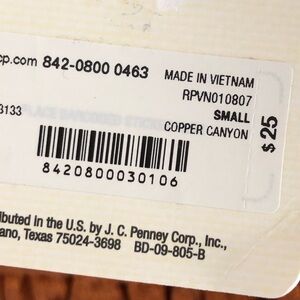 cp.com 842-0800 0463
MADE IN VIETNAM
RPVN010807
SMALL
3133
COPPER CANYON
$25
8420800030106
ibuted in the U.S. by J. C. Penney Corp., Inc.,
ano, Texas 75024-3698 BD-09-805-B